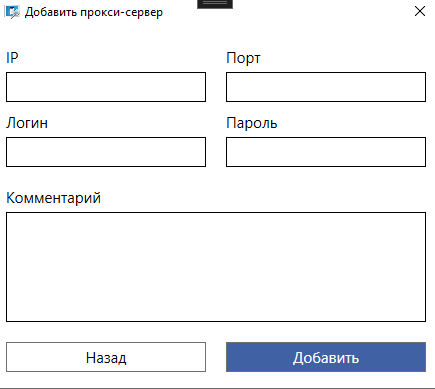 Добавить прокси-сервер
IP Порт
Логин Пароль
Комментарий
Назад Добавить